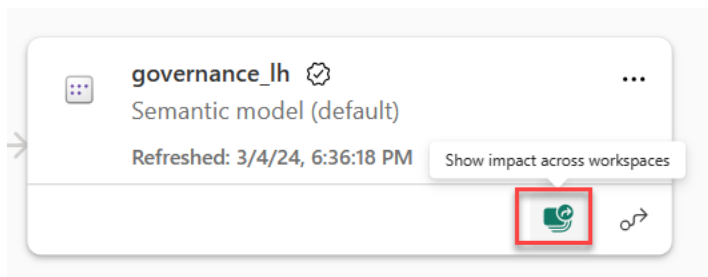 governance_lh
Semantic model (default)
Refreshed: 3/4/24, 6:36:18 PM
Show impact across workspaces